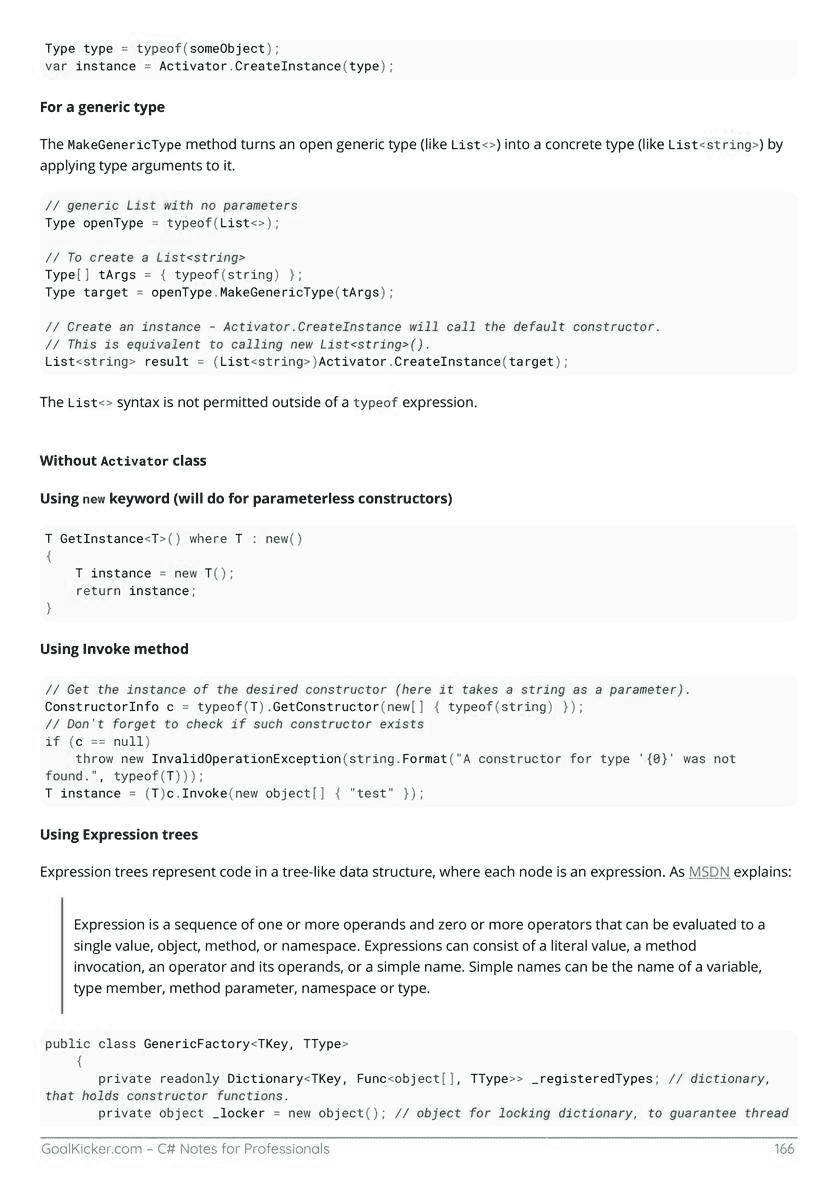 Type type = typeof(someObject);
var instance = Activator.CreateInstance(type);
For a generic type
The MakeGenericType method turns an open generic type (like List<>) into a concrete type (like List<string>) by
applying type arguments to it.
// generic List with no parameters
Type openType = typeof(List<>);
// To create a List<string>
Type[] tArgs = { typeof(string) };
Type target = openType.MakeGenericType(tArgs);
// Create an instance - Activator.CreateInstance will call the default constructor.
// This is equivalent to calling new List<string>().
List<string> result = (List<string>)Activator.CreateInstance(target);
The List<> syntax is not permitted outside of a typeof expression.
Without Activator class
Using new keyword (will do for parameterless constructors)
T GetInstance<T>() where T : new()
{
    T instance = new T();
    return instance;
}
Using Invoke method
// Get the instance of the desired constructor (here it takes a string as a parameter).
ConstructorInfo c = typeof(T).GetConstructor(new[] { typeof(string) });
// Don't forget to check if such constructor exists
if (c == null)
    throw new InvalidOperationException(string.Format("A constructor for type '{0}' was not
found.", typeof(T)));
T instance = (T)c.Invoke(new object[] { "test" });
Using Expression trees
Expression trees represent code in a tree-like data structure, where each node is an expression. As MSDN explains:
Expression is a sequence of one or more operands and zero or more operators that can be evaluated to a
single value, object, method, or namespace. Expressions can consist of a literal value, a method
invocation, an operator and its operands, or a simple name. Simple names can be the name of a variable,
type member, method parameter, namespace or type.
public class GenericFactory<TKey, TType>
    {
       private readonly Dictionary<TKey, Func<object[], TType>> _registeredTypes; // dictionary,
that holds constructor functions.
       private object _locker = new object(); // object for locking dictionary, to guarantee thread
GoalKicker.com – C# Notes for Professionals 166